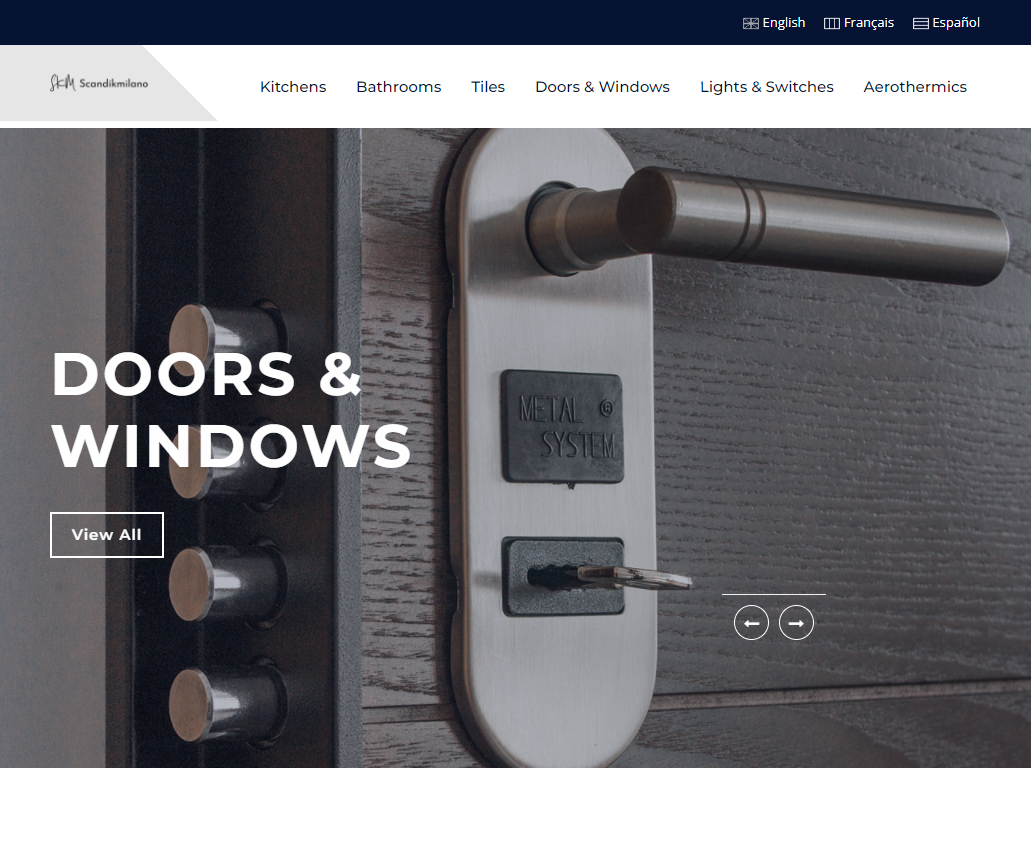 English Français Español
SKM Scandikmilano
Kitchens Bathrooms Tiles Doors & Windows Lights & Switches Aerothermics
METAL ®
SYSTEM
DOORS &
WINDOWS
View All